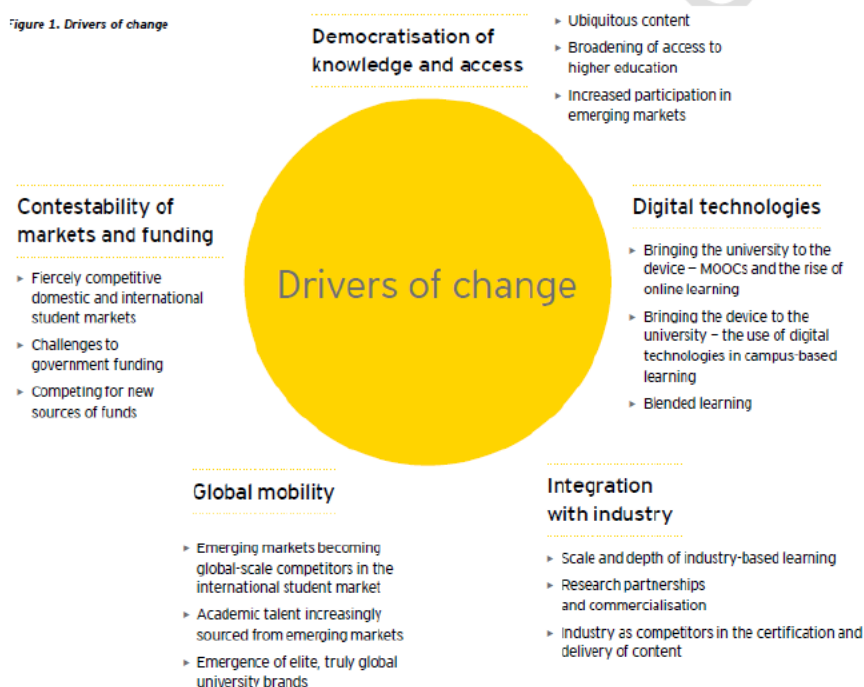 Figure 1. Drivers of change
Democratisation of
knowledge and access
▸ Ubiquitous content
▸ Broadening of access to
higher education
▸ Increased participation in
emerging markets
Contestability of
markets and funding
▸ Fiercely competitive
domestic and international
student markets
▸ Challenges to
government funding
▸ Competing for new
sources of funds
Drivers of change
Digital technologies
▸ Bringing the university to the
device – MOOCs and the rise of
online learning
▸ Bringing the device to the
university – the use of digital
technologies in campus-based
learning
▸ Blended learning
Global mobility
▸ Emerging markets becoming
global-scale competitors in the
international student market
▸ Academic talent increasingly
sourced from emerging markets
▸ Emergence of elite, truly global
university brands
Integration
with industry
▸ Scale and depth of industry-based learning
▸ Research partnerships
and commercialisation
▸ Industry as competitors in the certification and
delivery of content